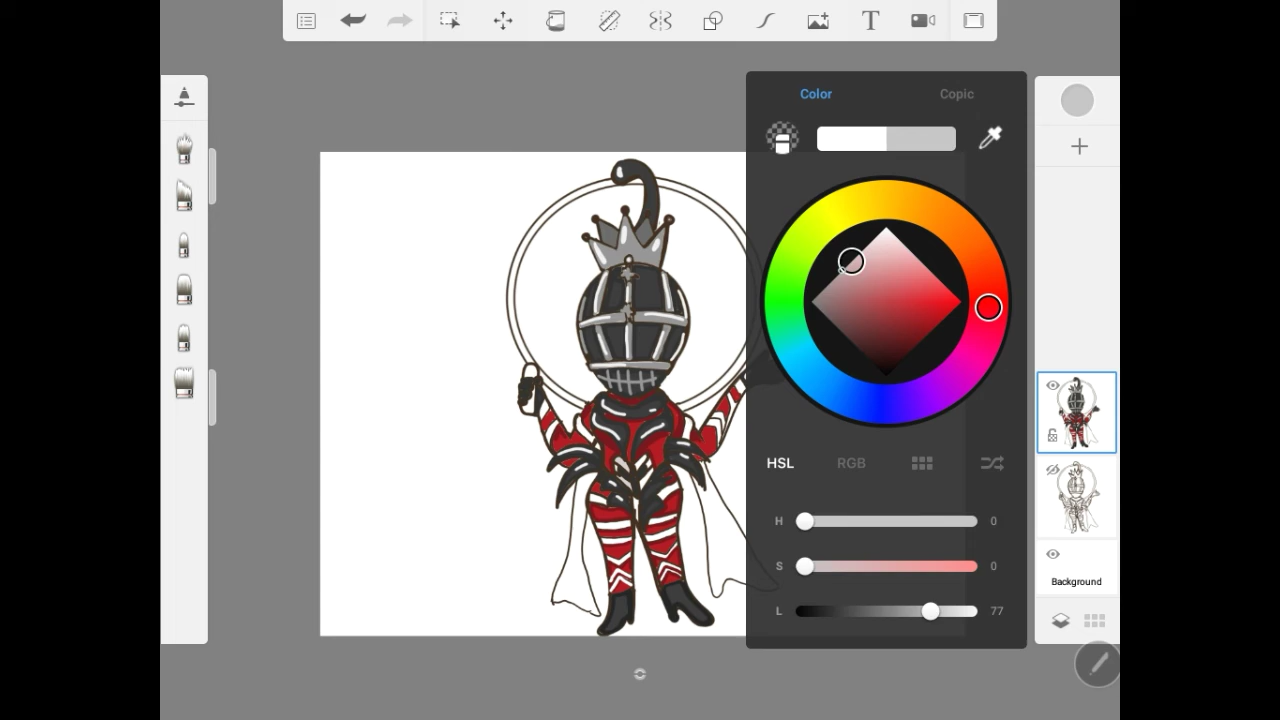 T
Color Copic
HSL RGB
H 0
S 0
L 77
Background